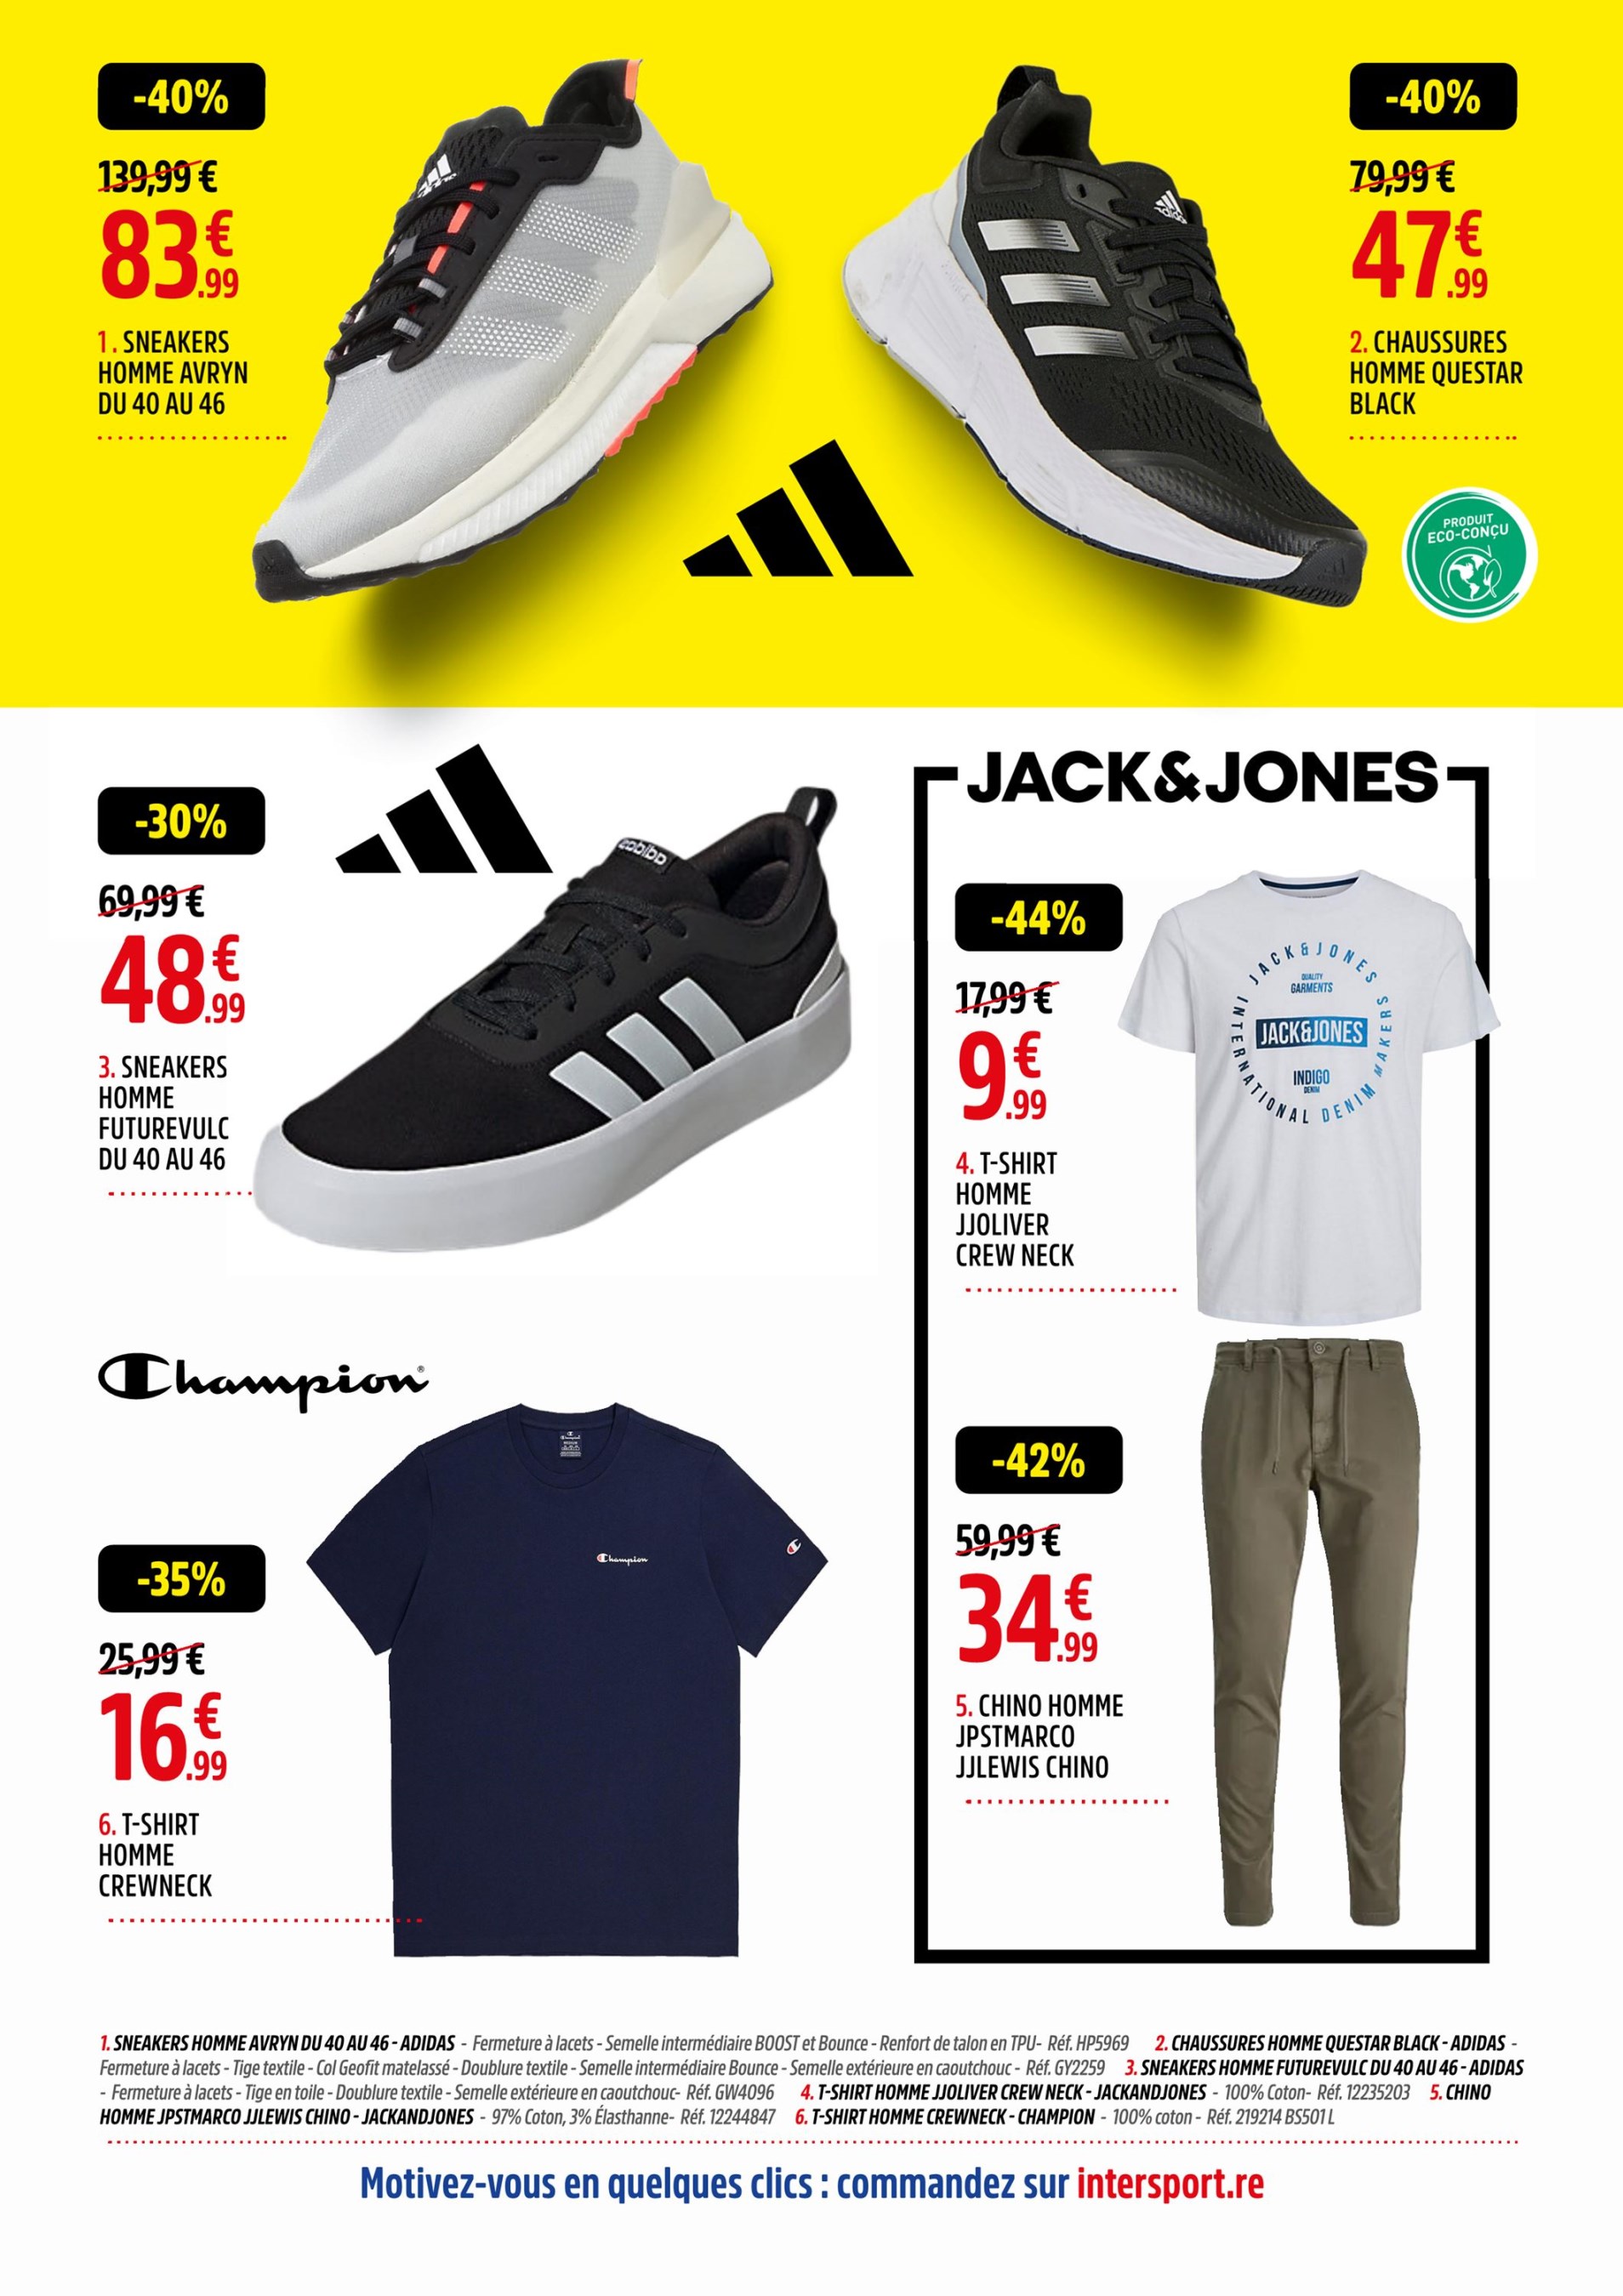 -40%
139,99 €
83€.99
1. SNEAKERS
HOMME AVRYN
DU 40 AU 46
adidas
adidas
-40%
79,99 €
47€.99
2. CHAUSSURES
HOMME QUESTAR
BLACK
PRODUIT
ECO-CONÇU
-30%
69,99 €
48€.99
3. SNEAKERS
HOMME
FUTUREVULC
DU 40 AU 46
adidas
JACK&JONES
-44%
17,99 €
9€.99
4. T-SHIRT
HOMME
JJOLIVER
CREW NECK
JACK & JONES
QUALITY
GARMENTS
JACK&JONES
INDIGO
DENIM
INTERNATIONAL DENIM MAKERS
-42%
59,99 €
34€.99
5. CHINO HOMME
JPSTMARCO
JJLEWIS CHINO
Champion®
Champion
Champion
-35%
25,99 €
16€.99
6. T-SHIRT
HOMME
CREWNECK
1. SNEAKERS HOMME AVRYN DU 40 AU 46 - ADIDAS - Fermeture à lacets - Semelle intermédiaire BOOST et Bounce - Renfort de talon en TPU- Réf. HP5969 2. CHAUSSURES HOMME QUESTAR BLACK - ADIDAS -
Fermeture à lacets - Tige textile - Col Geofit matelassé - Doublure textile - Semelle intermédiaire Bounce - Semelle extérieure en caoutchouc - Réf. GY2259 3. SNEAKERS HOMME FUTUREVULC DU 40 AU 46 - ADIDAS
- Fermeture à lacets - Tige en toile - Doublure textile - Semelle extérieure en caoutchouc- Réf. GW4096 4. T-SHIRT HOMME JJOLIVER CREW NECK - JACKANDJONES - 100% Coton- Réf. 12235203 5. CHINO
HOMME JPSTMARCO JJLEWIS CHINO - JACKANDJONES - 97% Coton, 3% Élasthanne- Réf. 12244847 6. T-SHIRT HOMME CREWNECK - CHAMPION - 100% coton - Réf. 219214 BS501 L
Motivez-vous en quelques clics : commandez sur intersport.re